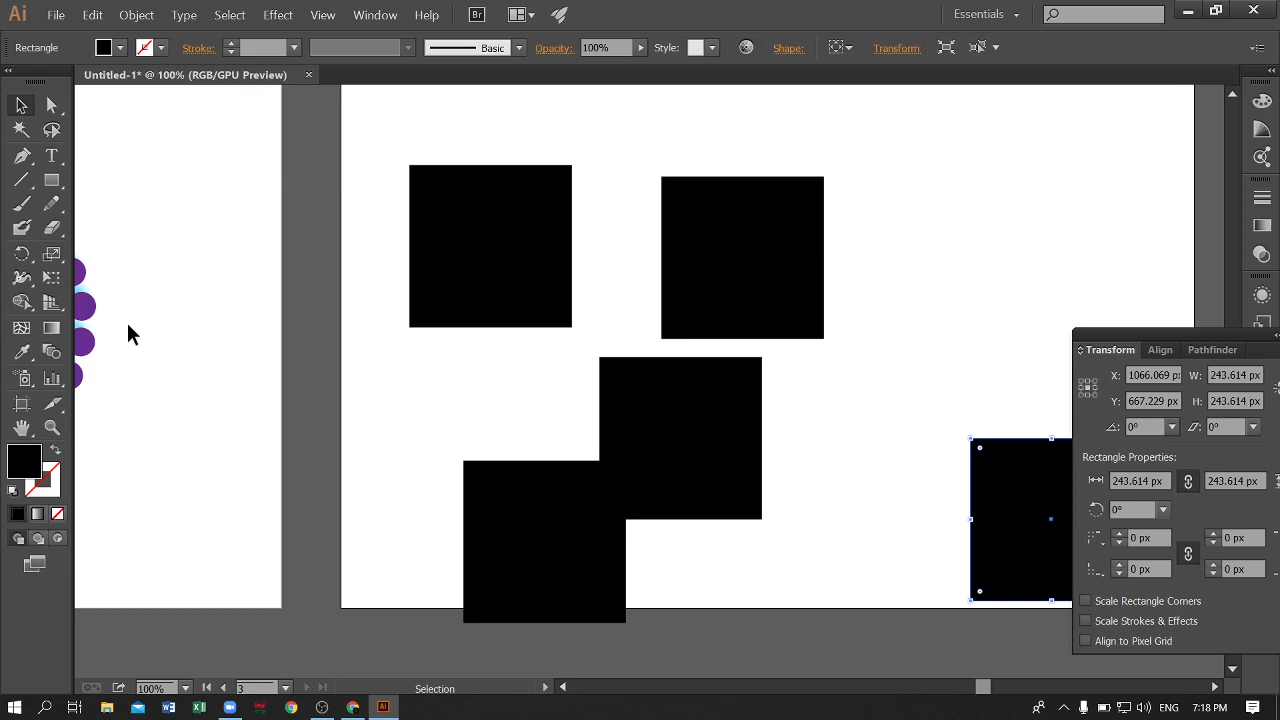 Ai File Edit Object Type Select Effect View Window Help Br Essentials
Rectangle Stroke: Basic Opacity: 100% Style: Shape: Transform
Untitled-1* @ 100% (RGB/GPU Preview)
Transform Align Pathfinder
X: 1066.069 px W: 243.614 px
Y: 667.229 px H: 243.614 px
0° 0°
Rectangle Properties:
243.614 px 243.614 px
0°
0 px 0 px
0 px 0 px
Scale Rectangle Corners
Scale Strokes & Effects
Align to Pixel Grid
100% 3 Selection
ENG 7:18 PM